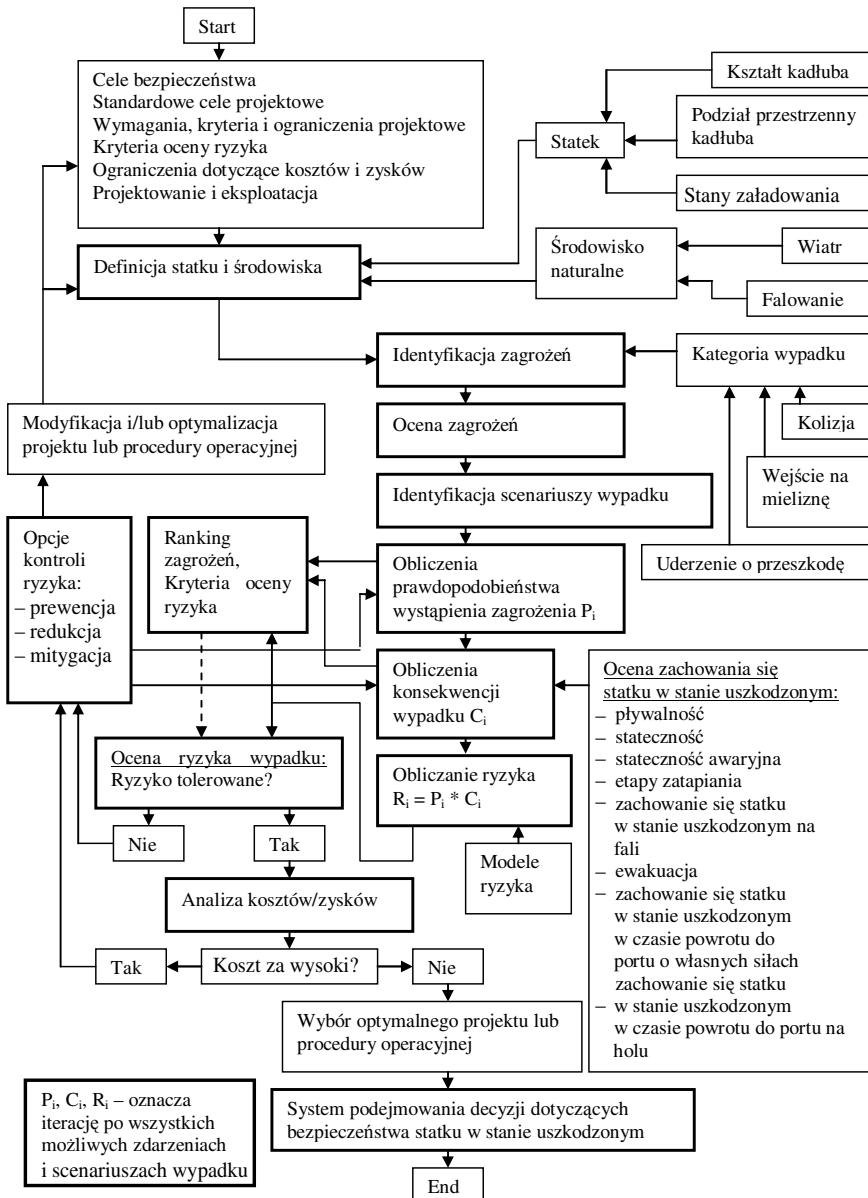 Start
Cele bezpieczeństwa
Standardowe cele projektowe
Wymagania, kryteria i ograniczenia projektowe
Kryteria oceny ryzyka
Ograniczenia dotyczące kosztów i zysków
Projektowanie i eksploatacja
Kształt kadłuba
Podział przestrzenny
kadłuba
Statek
Stany załadowania
Definicja statku i środowiska
Środowisko
naturalne
Wiatr
Falowanie
Identyfikacja zagrożeń
Kategoria wypadku
Modyfikacja i/lub optymalizacja
projektu lub procedury operacyjnej
Ocena zagrożeń
Kolizja
Wejście na
mieliznę
Identyfikacja scenariuszy wypadku
Uderzenie o przeszkodę
Opcje
kontroli
ryzyka:
– prewencja
– redukcja
– mitygacja
Ranking
zagrożeń,
Kryteria oceny
ryzyka
Obliczenia
prawdopodobieństwa
wystąpienia zagrożenia Pi
Obliczenia
konsekwencji
wypadku Ci
Ocena zachowania się
statku w stanie uszkodzonym:
– pływalność
– stateczność
– stateczność awaryjna
– etapy zatapiania
– zachowanie się statku
w stanie uszkodzonym na
fali
– ewakuacja
– zachowanie się statku
w stanie uszkodzonym
w czasie powrotu do
portu o własnych siłach
zachowanie się statku
– w stanie uszkodzonym
w czasie powrotu do portu na
holu
Ocena ryzyka wypadku:
Ryzyko tolerowane?
Obliczanie ryzyka
Ri = Pi * Ci
Nie
Tak
Modele
ryzyka
Analiza kosztów/zysków
Tak
Koszt za wysoki?
Nie
Wybór optymalnego projektu lub
procedury operacyjnej
Pi, Ci, Ri – oznacza
iterację po wszystkich
możliwych zdarzeniach
i scenariuszach wypadku
System podejmowania decyzji dotyczących
bezpieczeństwa statku w stanie uszkodzonym
End